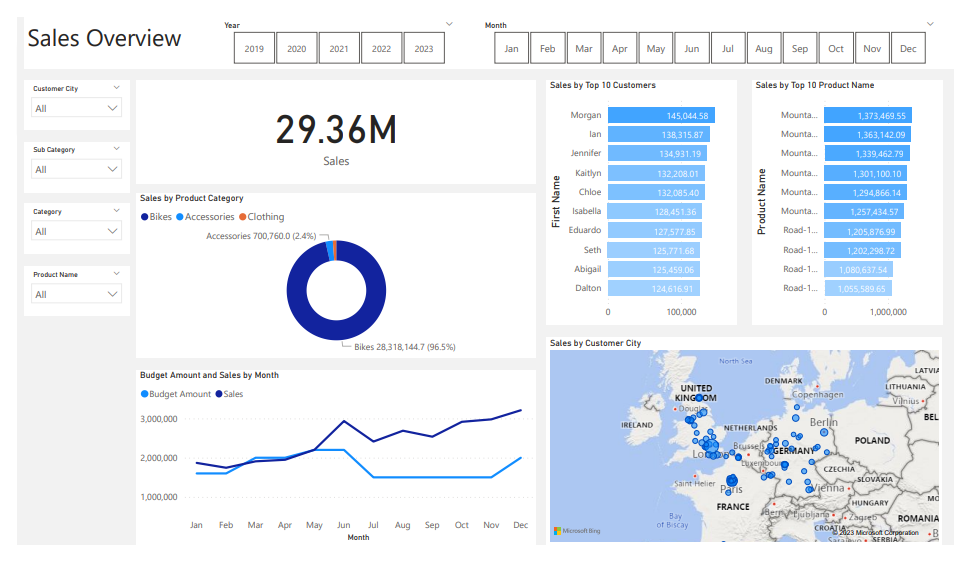 Sales Overview
Year
2019 2020 2021 2022 2023
Month
Jan Feb Mar Apr May Jun Jul Aug Sep Oct Nov Dec
Customer City
All
Sub Category
All
Category
All
Product Name
All
29.36M
Sales
Sales by Product Category
Bikes Accessories Clothing
Accessories 700,760.0 (2.4%)
Bikes 28,318,144.7 (96.5%)
Budget Amount and Sales by Month
Budget Amount Sales
3,000,000
2,000,000
1,000,000
Jan Feb Mar Apr May Jun Jul Aug Sep Oct Nov Dec
Month
Sales by Top 10 Customers
First Name
Morgan 145,044.58
Ian 138,315.87
Jennifer 134,931.19
Kaitlyn 132,208.01
Chloe 132,085.40
Isabella 128,451.36
Eduardo 127,577.85
Seth 125,771.68
Abigail 125,459.06
Dalton 124,616.91
0 100,000
Sales by Top 10 Product Name
Product Name
Mounta... 1,373,469.55
Mounta... 1,363,142.09
Mounta... 1,339,462.79
Mounta... 1,301,100.10
Mounta... 1,294,866.14
Mounta... 1,257,434.57
Road-1... 1,205,876.99
Road-1... 1,202,298.72
Road-1... 1,080,637.54
Road-1... 1,055,589.65
0 1,000,000
Sales by Customer City
North Sea
DENMARK
LATVIA
UNITED
KINGDOM
Copenhagen
LITHUANIA
Douglas
Vilnius
IRELAND
NETHERLANDS
Berlin
BEL
Brussels
GERMANY
POLAND
Luxembourg
CZECHIA
Saint Helier
Paris
Vienna
SLOVAKIA
FRANCE
Bern
HUNGARY
MO
Bay
of Biscay
Ljubljana
Zagreb
ROMANIA
CROATIA
Microsoft Bing
© 2023 Microsoft Corporation
SERBIA